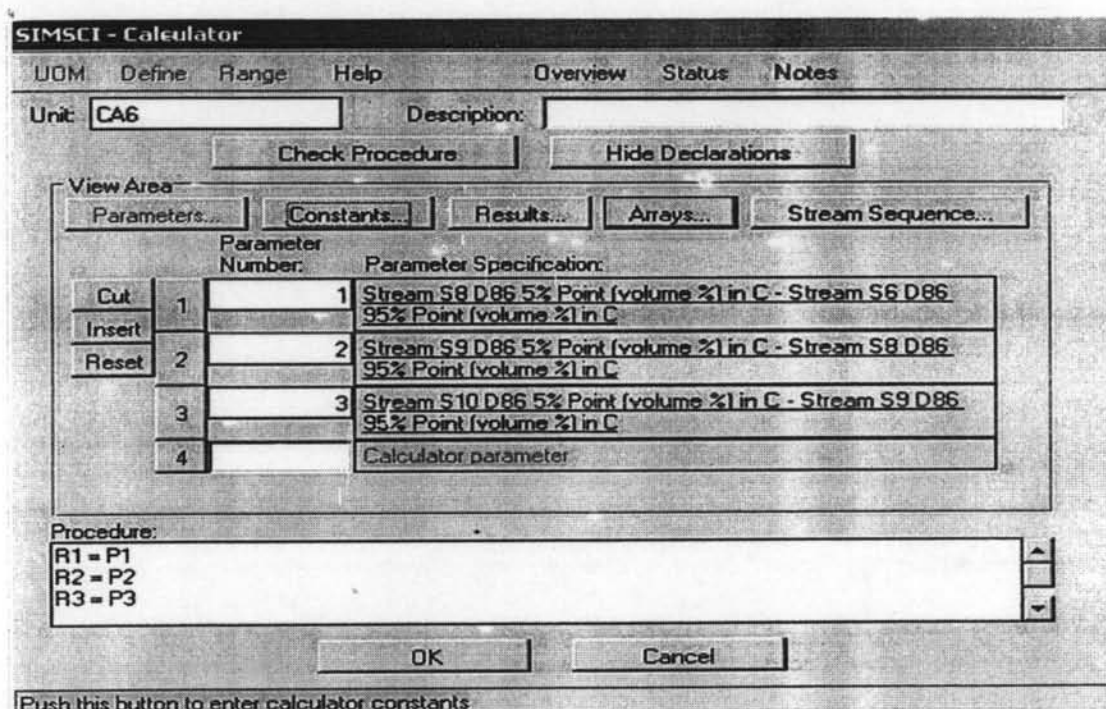 SIMSCI - Calculator
UOM Define Range Help Overview Status Notes
Unit: CA6 Description:
Check Procedure Hide Declarations
View Area
Parameters... Constants... Results... Arrays... Stream Sequence...
Parameter
Number: Parameter Specification:
Cut
Insert
Reset
1 1 Stream S8 D86 5% Point (volume %) in C - Stream S6 D86
95% Point (volume %) in C
2 2 Stream S9 D86 5% Point (volume %) in C - Stream S8 D86
95% Point (volume %) in C
3 3 Stream S10 D86 5% Point (volume %) in C - Stream S9 D86
95% Point (volume %) in C
4 Calculator parameter
Procedure:
R1 = P1
R2 = P2
R3 = P3
OK Cancel
Push this button to enter calculator constants